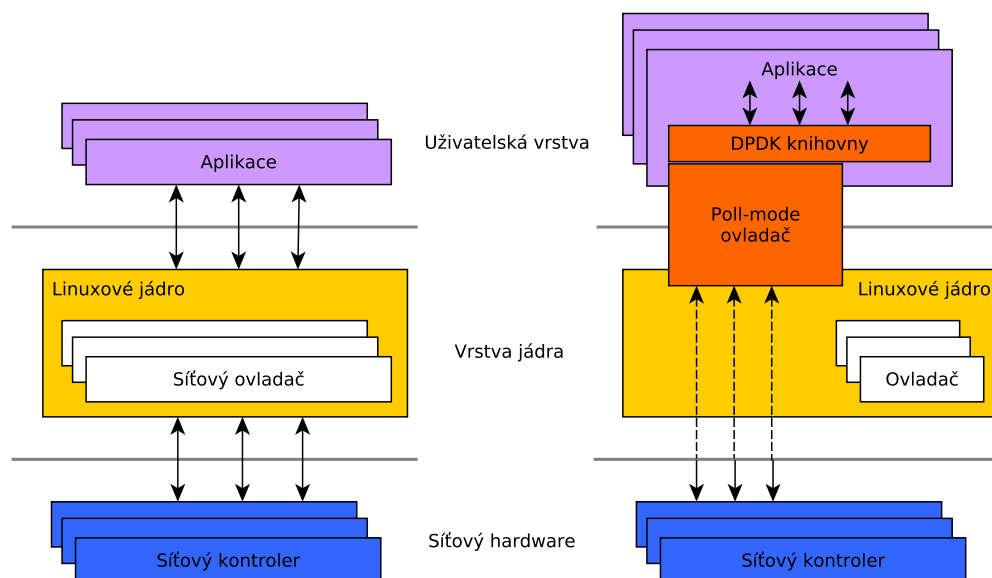 Aplikace
Uživatelská vrstva
Aplikace
DPDK knihovny
Poll-mode
ovladač
Linuxové jádro
Síťový ovladač
Vrstva jádra
Linuxové jádro
Ovladač
Síťový kontroler
Síťový hardware
Síťový kontroler